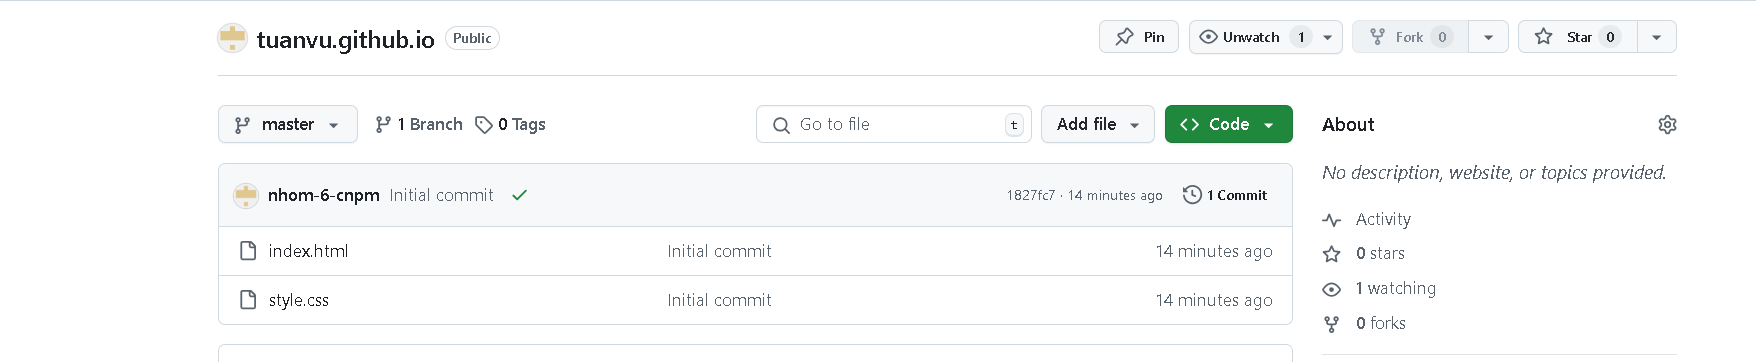 tuanvu.github.io Public Pin Unwatch 1 Fork 0 Star 0
master 1 Branch 0 Tags Go to file t Add file Code
nhom-6-cnpm Initial commit 1827fc7 · 14 minutes ago 1 Commit
index.html Initial commit 14 minutes ago
style.css Initial commit 14 minutes ago
About
No description, website, or topics provided.
Activity
0 stars
1 watching
0 forks